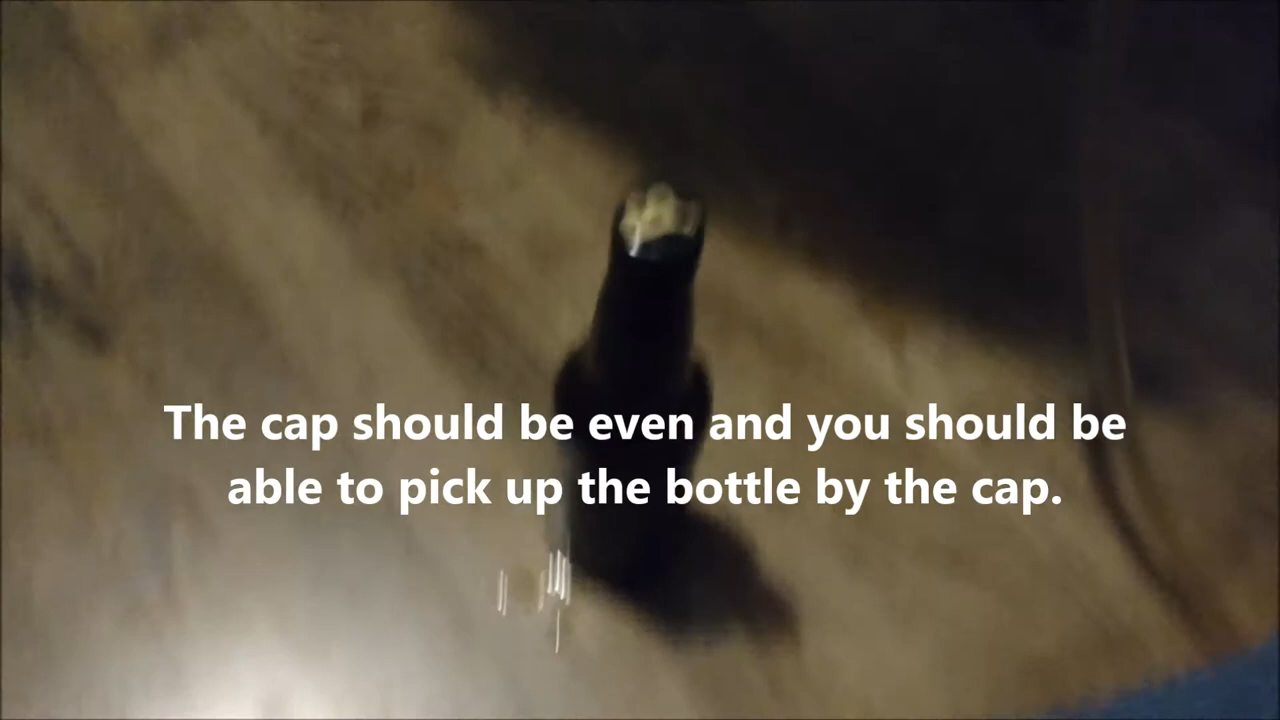 The cap should be even and you should be
able to pick up the bottle by the cap.